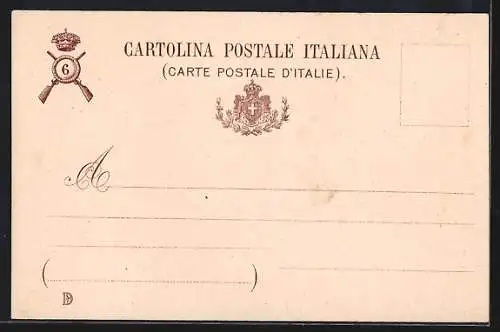 6
CARTOLINA POSTALE ITALIANA
(CARTE POSTALE D'ITALIE).
A
( )
D